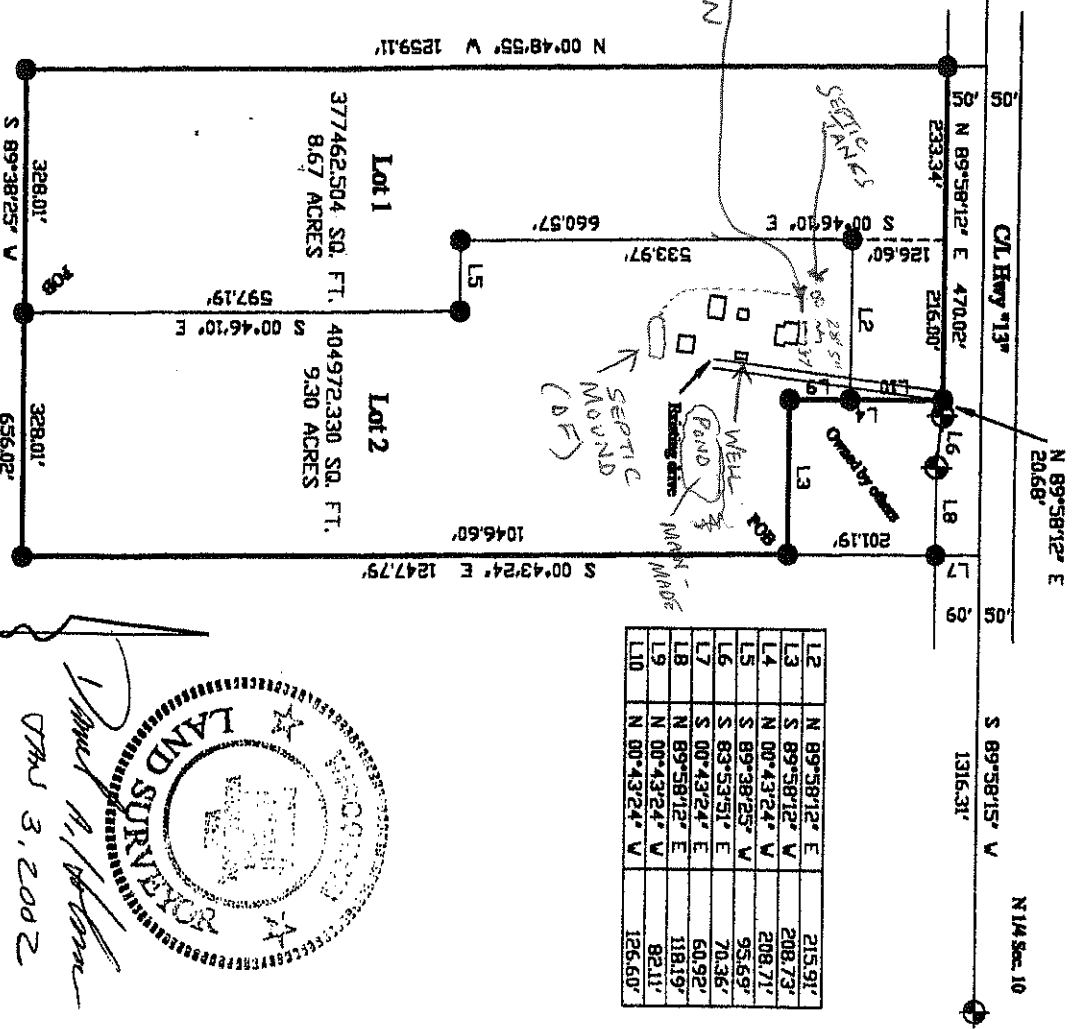 N 1/4 Sec. 10
S 89°58'15" W
1316.31'
N 89°58'12" E
20.68'
C/L Hwy "13"
50'
50'
50'
60'
N 89°58'12" E 470.02'
233.34'
216.00'
L6
L8
L7
L10
L4
L9
L2
L3
L5
126.60'
201.19'
Owned by others
POB
N 00°48'55" W 1259.11'
S 00°46'10" E
660.57'
533.97'
N
SEPTIC
TANKS
28' 5"
37'
WELL
POND
MAN-
MADE
Existing drive
SEPTIC
MOUND
(DF)
Lot 1
377462.504 SQ. FT.
8.67 ACRES
Lot 2
404972.330 SQ. FT.
9.30 ACRES
S 00°46'10" E
597.19'
1046.60'
S 00°43'24" E 1247.79'
POB
328.01'
328.01'
S 89°38'25" W
656.02'
L2 N 89°58'12" E 215.91'
L3 S 89°58'12" W 208.73'
L4 N 00°43'24" W 208.71'
L5 S 89°38'25" W 95.69'
L6 S 83°53'51" E 70.36'
L7 S 00°43'24" E 60.92'
L8 N 89°58'12" E 118.19'
L9 N 00°43'24" W 82.11'
L10 N 00°43'24" W 126.60'
LAND SURVEYOR
JAN 3, 2002